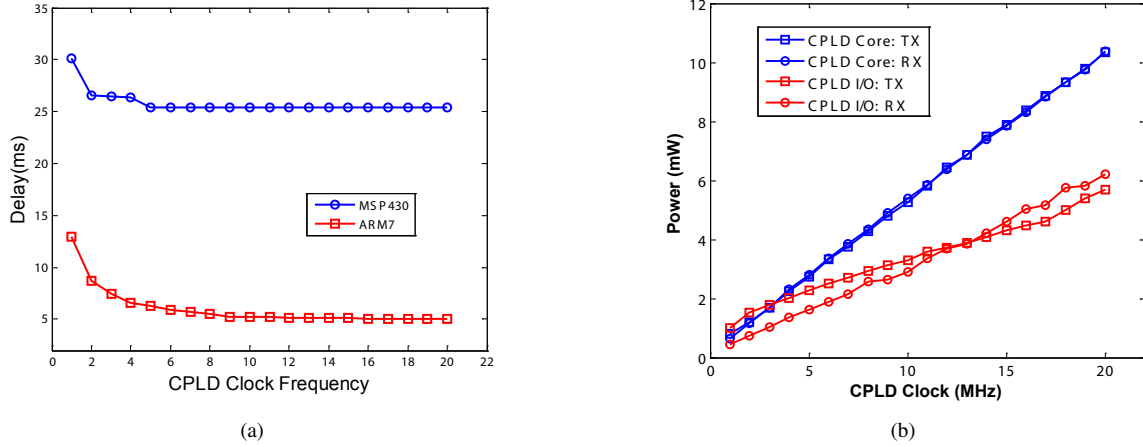 35
30
25
20
15
10
5
Delay(ms)
MSP430
ARM7
0 2 4 6 8 10 12 14 16 18 20 22
CPLD Clock Frequency
(a)
12
10
8
6
4
2
0
Power (mW)
CPLD Core: TX
CPLD Core: RX
CPLD I/O: TX
CPLD I/O: RX
0 5 10 15 20
CPLD Clock (MHz)
(b)